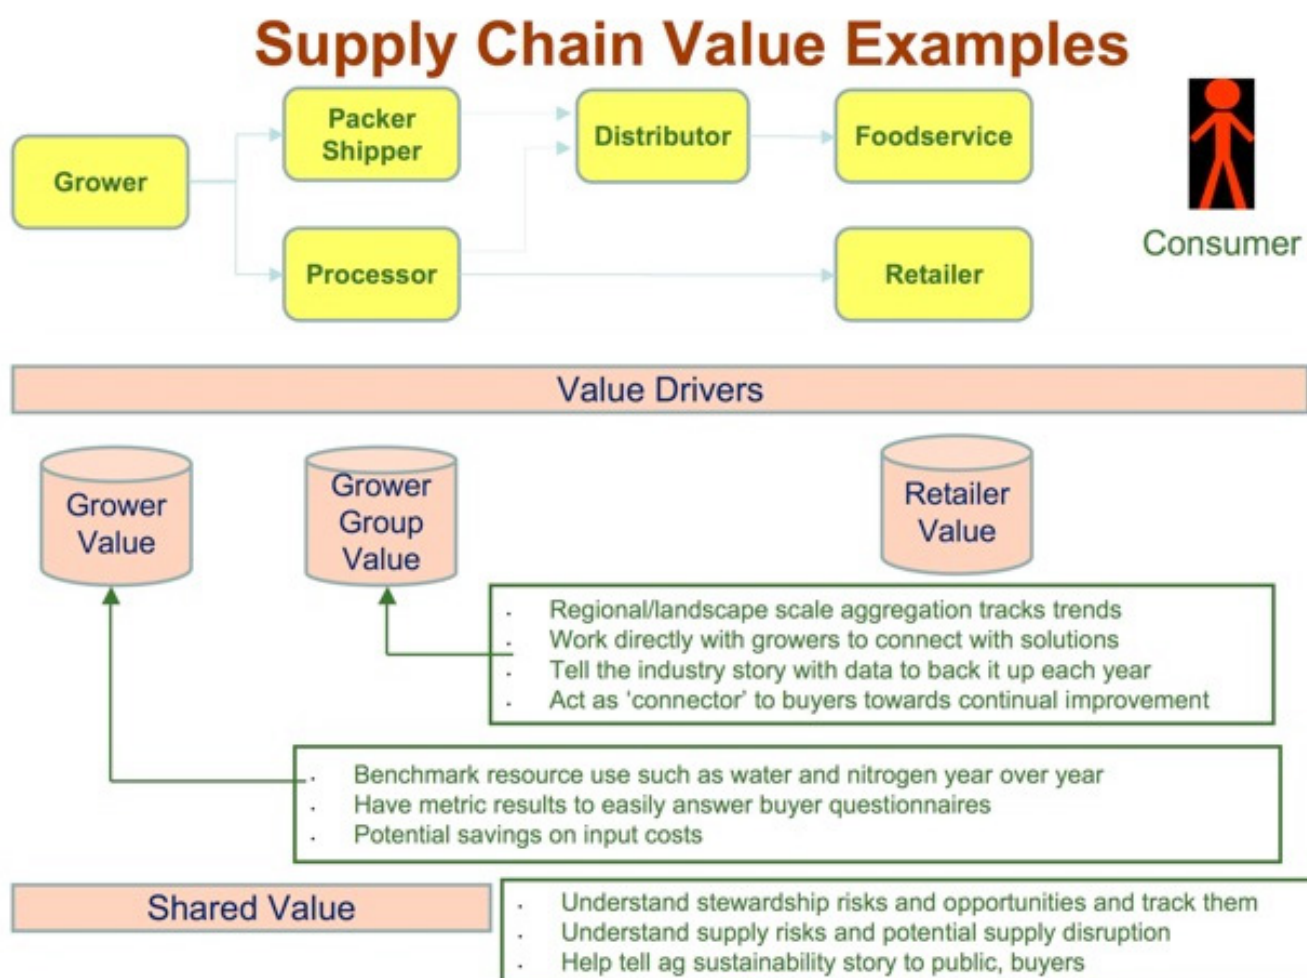 Supply Chain Value Examples
Grower
Packer
Shipper
Distributor
Foodservice
Processor
Retailer
Consumer
Value Drivers
Grower
Value
Grower
Group
Value
Retailer
Value
· Regional/landscape scale aggregation tracks trends
· Work directly with growers to connect with solutions
· Tell the industry story with data to back it up each year
· Act as ‘connector’ to buyers towards continual improvement
· Benchmark resource use such as water and nitrogen year over year
· Have metric results to easily answer buyer questionnaires
· Potential savings on input costs
Shared Value
· Understand stewardship risks and opportunities and track them
· Understand supply risks and potential supply disruption
· Help tell ag sustainability story to public, buyers